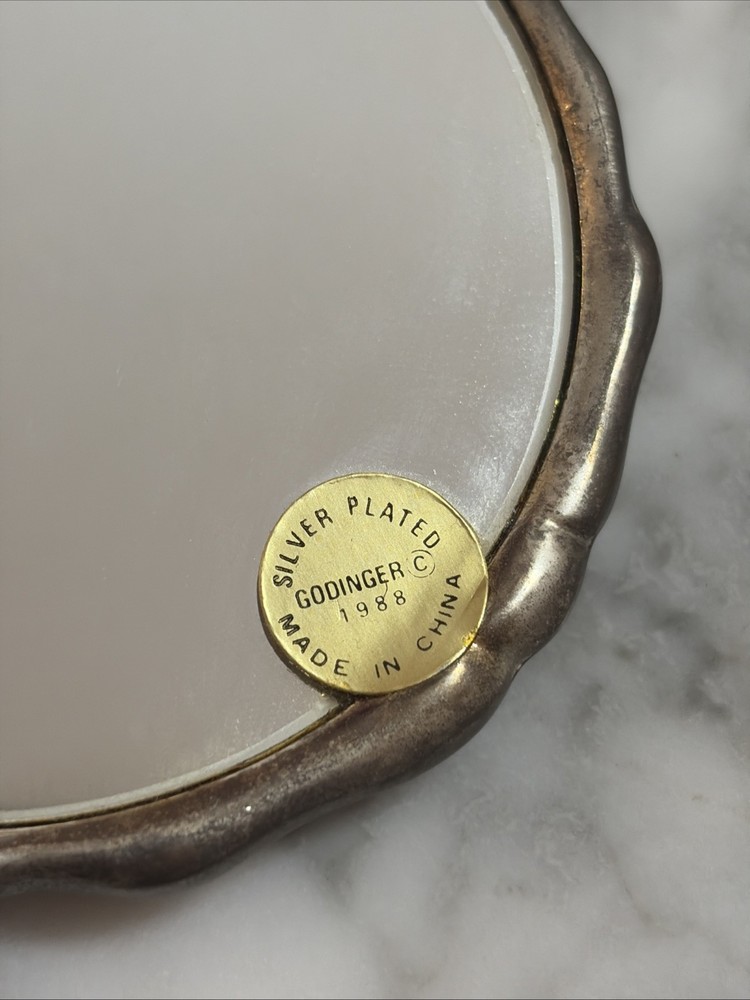 SILVER PLATED
GODINGER ©
1988
MADE IN CHINA